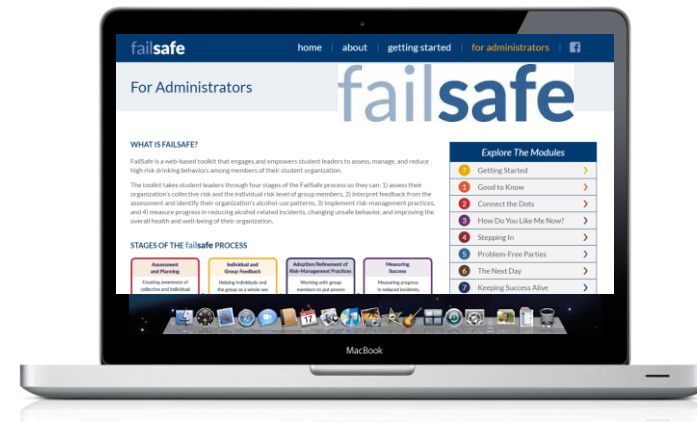 failsafe
home
about
getting started
for administrators
For Administrators
failsafe
WHAT IS FAILSAFE?
FailSafe is a web-based toolkit that engages and empowers student leaders to assess, manage, and reduce
high risk drinking behaviors among members of their student organization.
The toolkit takes student leaders through four stages of the FailSafe process so they can: 1) assess their
organization's collective risk and the individual risk level of group members, 2) interpret feedback from the
assessment and identify their organization's alcohol-use patterns, 3) implement risk-management practices,
and 4) measure progress in reducing alcohol-related incidents, changing unsafe behavior, and improving the
overall health and well-being of their organization.
STAGES OF THE failsafe PROCESS
Assessment
and Planning
Creating awareness of
collective and individual
Individual and
Group Feedback
Helping individuals and
the group as a whole see
Adoption/Refinement of
Risk-Management Practices
Working with group
members to put proven
Measuring
Success
Measuring progress
in reduced incidents,
Explore The Modules
? Getting Started
1 Good to Know
2 Connect the Dots
3 How Do You Like Me Now?
4 Stepping In
5 Problem-Free Parties
6 The Next Day
7 Keeping Success Alive
17
MacBook